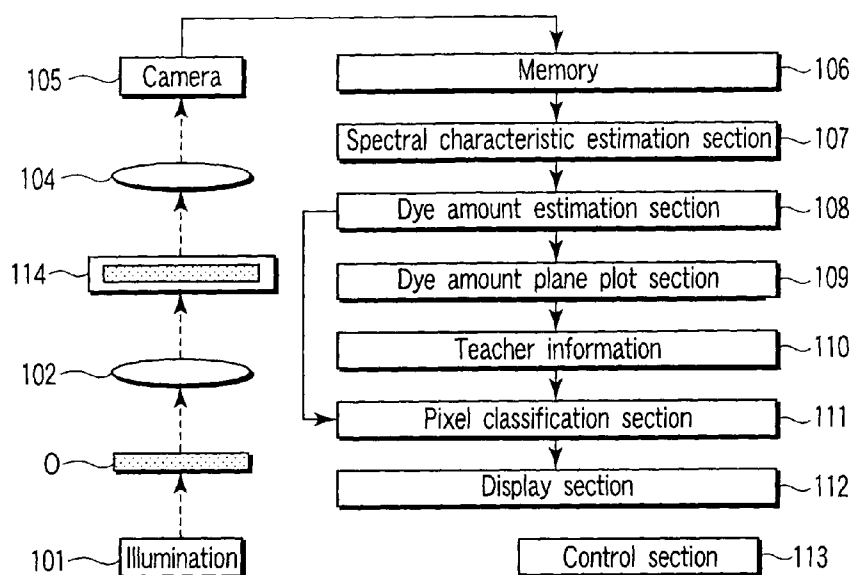 105
Camera
104
114
102
O
101
Illumination
Memory
106
Spectral characteristic estimation section
107
Dye amount estimation section
108
Dye amount plane plot section
109
Teacher information
110
Pixel classification section
111
Display section
112
Control section
113